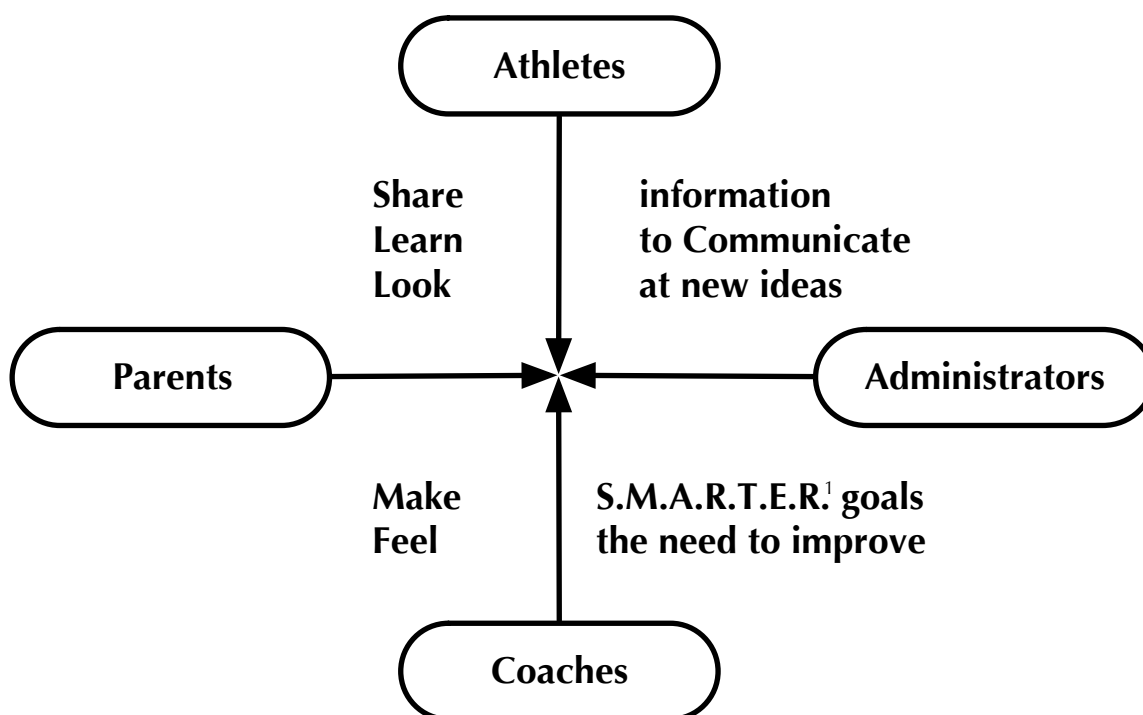 Athletes
Share information
Learn to Communicate
Look at new ideas
Parents Administrators
Make S.M.A.R.T.E.R.¹ goals
Feel the need to improve
Coaches